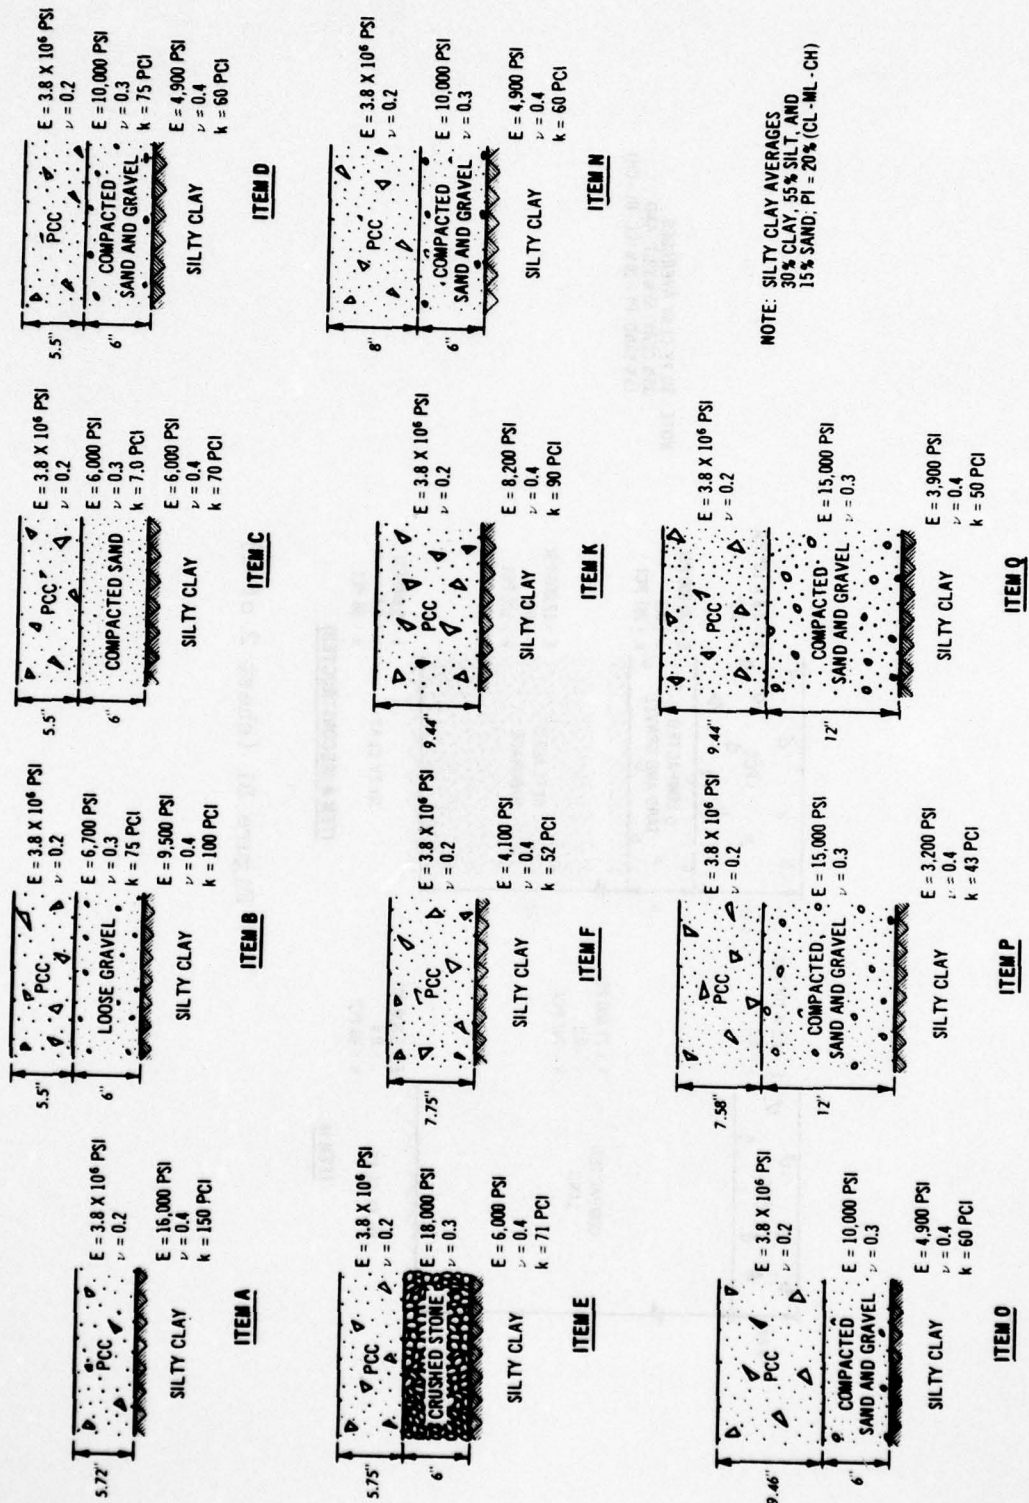 5.72"
PCC
E = 3.8 X 10⁶ PSI
ν = 0.2
SILTY CLAY
E = 16,000 PSI
ν = 0.4
k = 150 PCI
ITEM A
5.5"
PCC
E = 3.8 X 10⁶ PSI
ν = 0.2
6"
LOOSE GRAVEL
E = 6,700 PSI
ν = 0.3
k = 75 PCI
SILTY CLAY
E = 9,500 PSI
ν = 0.4
k = 100 PCI
ITEM B
5.5"
PCC
E = 3.8 X 10⁶ PSI
ν = 0.2
6"
COMPACTED SAND
E = 6,000 PSI
ν = 0.3
k = 7.0 PCI
SILTY CLAY
E = 6,000 PSI
ν = 0.4
k = 70 PCI
ITEM C
5.5"
PCC
E = 3.8 X 10⁶ PSI
ν = 0.2
6"
COMPACTED
SAND AND GRAVEL
E = 10,000 PSI
ν = 0.3
k = 75 PCI
SILTY CLAY
E = 4,900 PSI
ν = 0.4
k = 60 PCI
ITEM D
5.75"
PCC
E = 3.8 X 10⁶ PSI
ν = 0.2
6"
CRUSHED STONE
E = 18,000 PSI
ν = 0.3
SILTY CLAY
E = 6,000 PSI
ν = 0.4
k = 71 PCI
ITEM E
7.75"
PCC
E = 3.8 X 10⁶ PSI
ν = 0.2
SILTY CLAY
E = 4,100 PSI
ν = 0.4
k = 52 PCI
ITEM F
9.44"
PCC
E = 3.8 X 10⁶ PSI
ν = 0.2
SILTY CLAY
E = 8,200 PSI
ν = 0.4
k = 90 PCI
ITEM K
8"
PCC
E = 3.8 X 10⁶ PSI
ν = 0.2
6"
COMPACTED
SAND AND GRAVEL
E = 10,000 PSI
ν = 0.3
SILTY CLAY
E = 4,900 PSI
ν = 0.4
k = 60 PCI
ITEM N
9.46"
PCC
E = 3.8 X 10⁶ PSI
ν = 0.2
6"
COMPACTED
SAND AND GRAVEL
E = 10,000 PSI
ν = 0.3
SILTY CLAY
E = 4,900 PSI
ν = 0.4
k = 60 PCI
ITEM O
7.58"
PCC
E = 3.8 X 10⁶ PSI
ν = 0.2
12"
COMPACTED
SAND AND GRAVEL
E = 15,000 PSI
ν = 0.3
SILTY CLAY
E = 3,200 PSI
ν = 0.4
k = 43 PCI
ITEM P
9.44"
PCC
E = 3.8 X 10⁶ PSI
ν = 0.2
12"
COMPACTED
SAND AND GRAVEL
E = 15,000 PSI
ν = 0.3
SILTY CLAY
E = 3,900 PSI
ν = 0.4
k = 50 PCI
ITEM Q
NOTE: SILTY CLAY AVERAGES
30% CLAY, 55% SILT, AND
15% SAND; PI = 20% (CL-ML-CH)